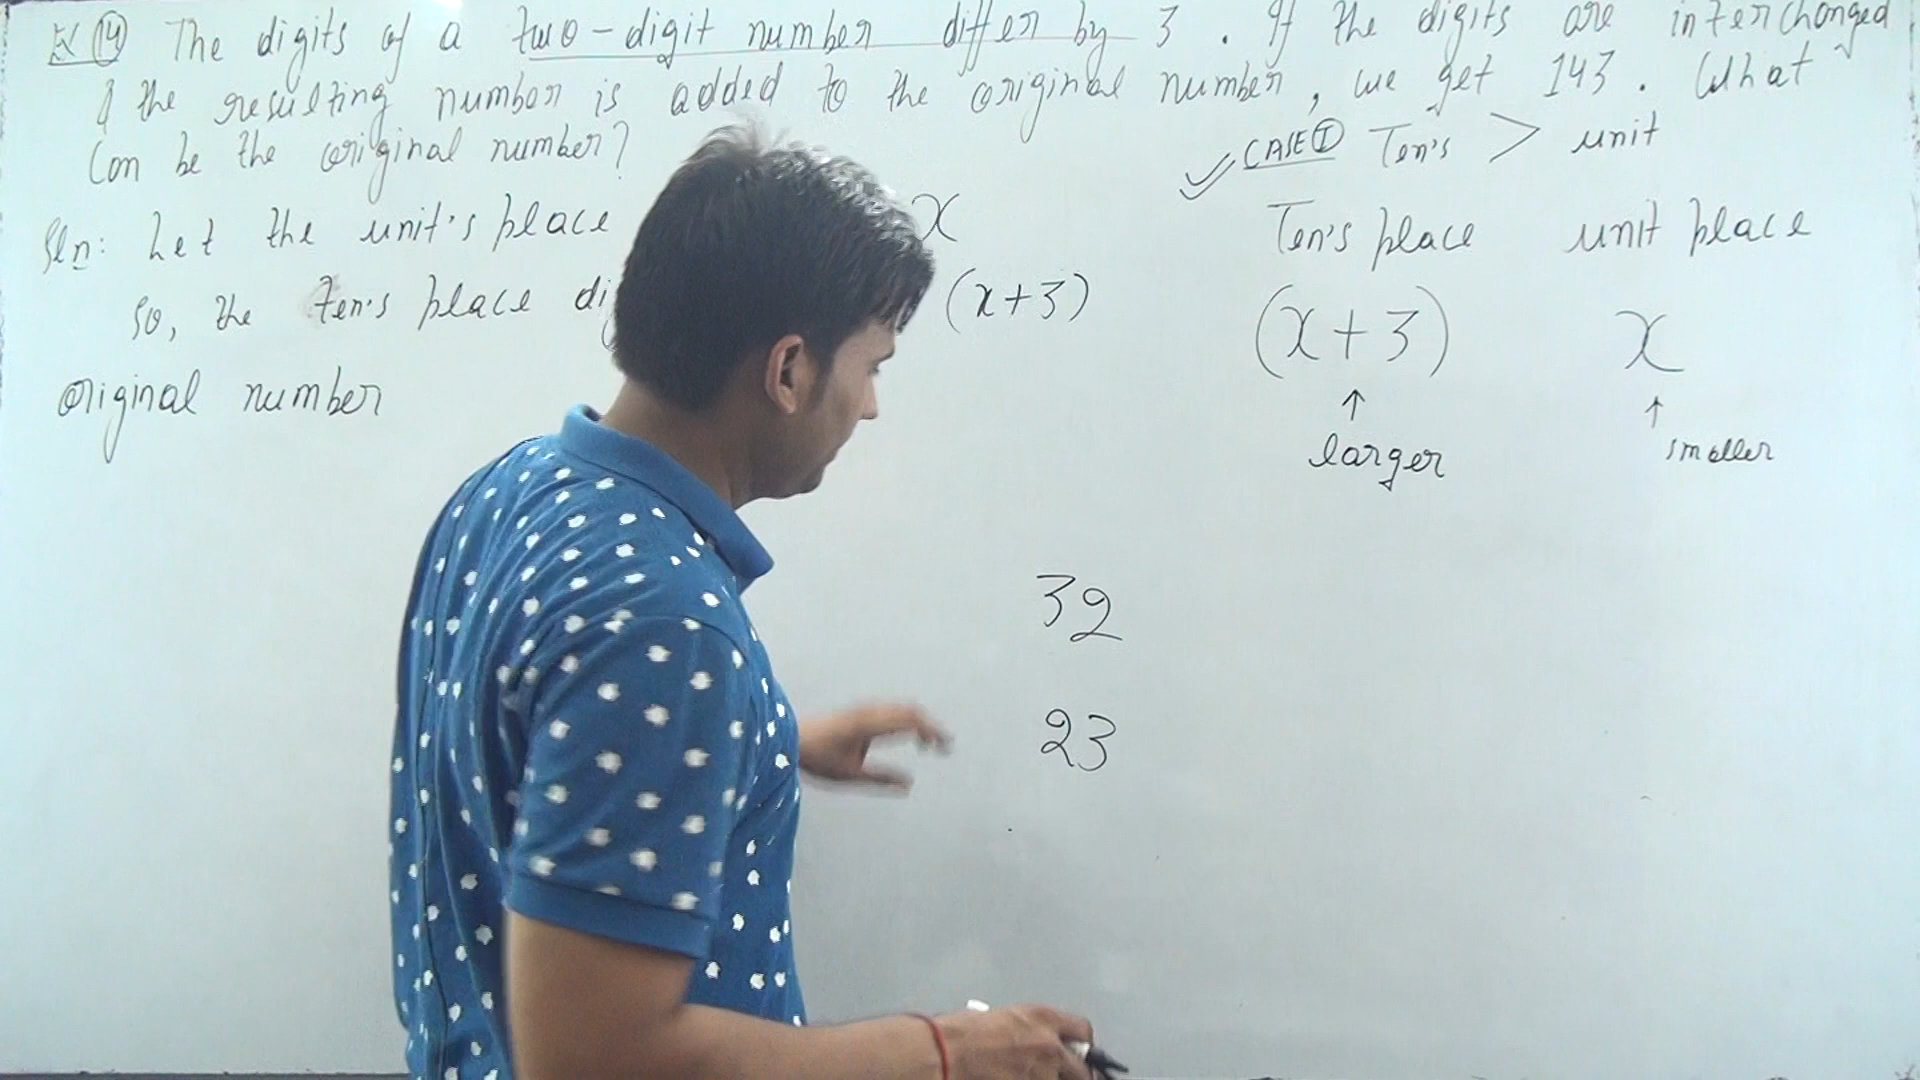 Ex 14 The digits of a two-digit number differ by 3. If the digits are interchanged
& the resulting number is added to the original number, we get 143. What
can be the original number?
CASE I Ten's > unit
Ten's place unit place
(x+3) x
↑ ↑
larger smaller
Soln: Let the unit's place x
So, the Ten's place di (x+3)
original number
32
23